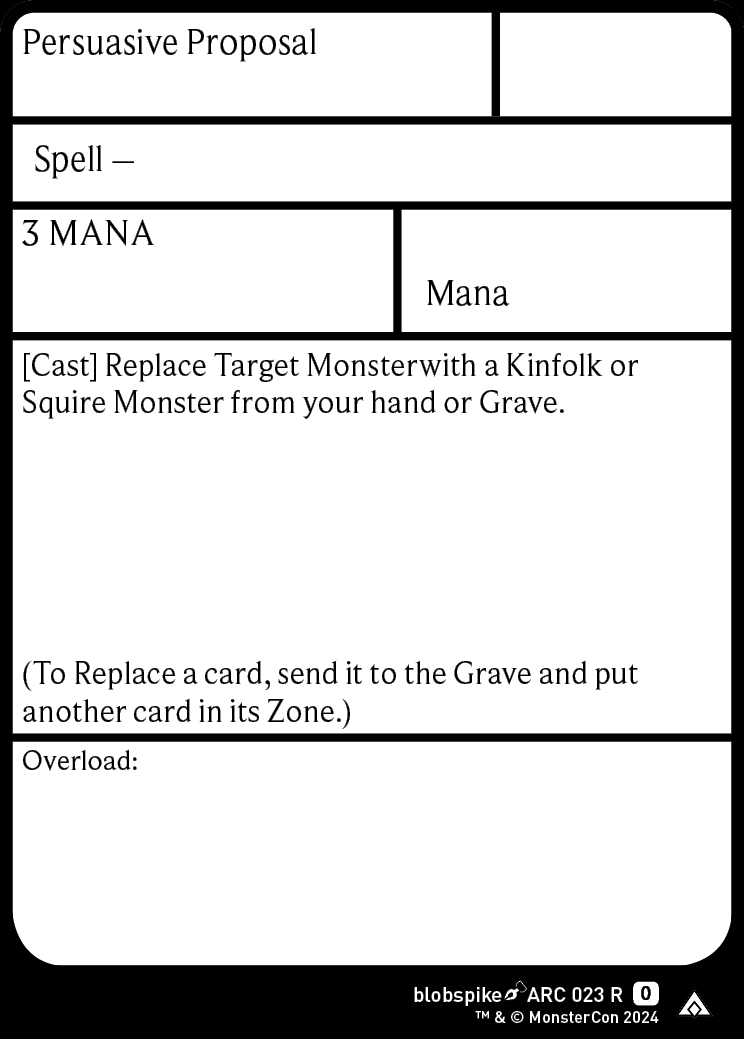 Persuasive Proposal
Spell —
3 MANA
Mana
[Cast] Replace Target Monsterwith a Kinfolk or
Squire Monster from your hand or Grave.
(To Replace a card, send it to the Grave and put
another card in its Zone.)
Overload:
blobspike ARC 023 R 0
™ & © MonsterCon 2024